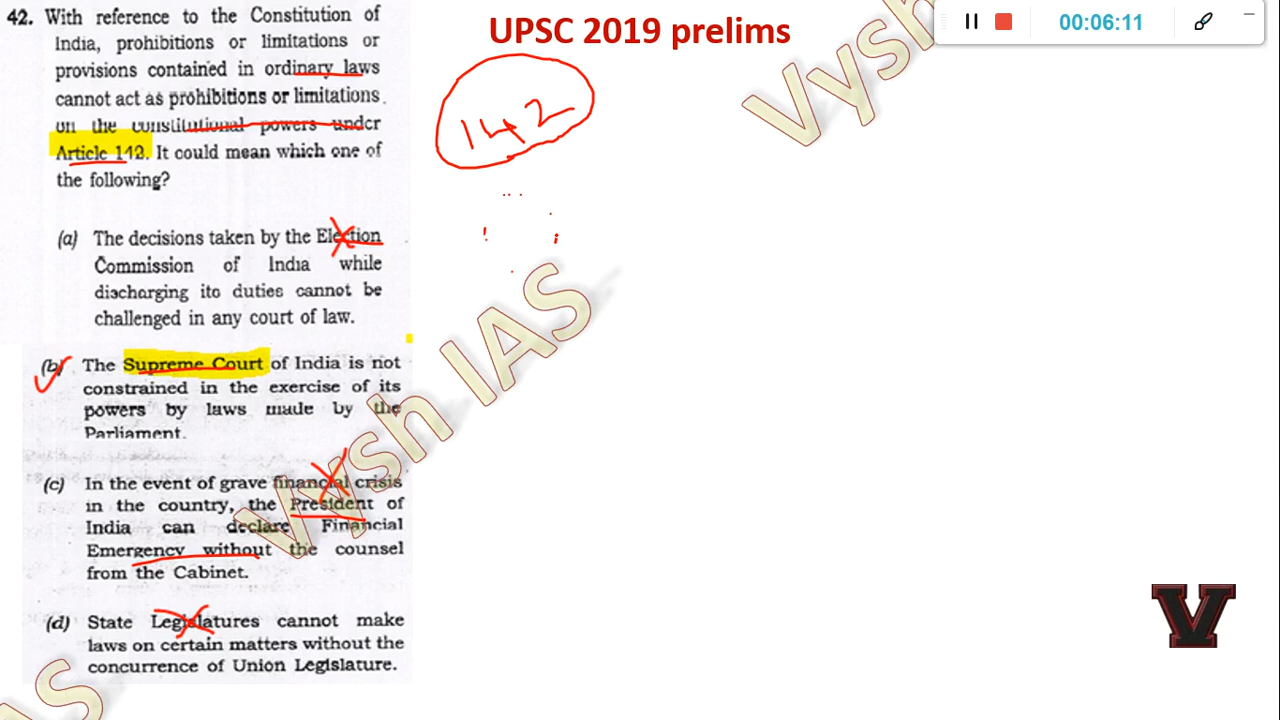 UPSC 2019 prelims
00:06:11
42. With reference to the Constitution of
India, prohibitions or limitations or
provisions contained in ordinary laws
cannot act as prohibitions or limitations
on the constitutional powers under
Article 142. It could mean which one of
the following?
142
(a) The decisions taken by the Election
Commission of India while
discharging its duties cannot be
challenged in any court of law.
(b) The Supreme Court of India is not
constrained in the exercise of its
powers by laws made by the
Parliament.
(c) In the event of grave financial crisis
in the country, the President of
India can declare Financial
Emergency without the counsel
from the Cabinet.
(d) State Legislatures cannot make
laws on certain matters without the
concurrence of Union Legislature.
Vysh
Vysh IAS
IAS
V